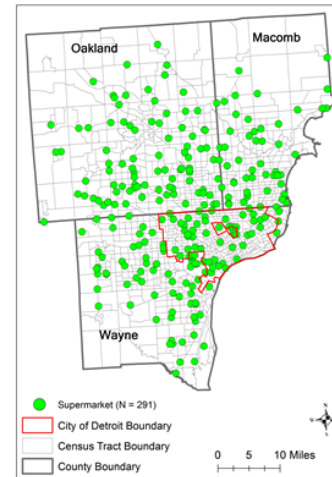 Oakland
Macomb
Wayne
Supermarket (N = 291)
City of Detroit Boundary
Census Tract Boundary
County Boundary
0 5 10 Miles